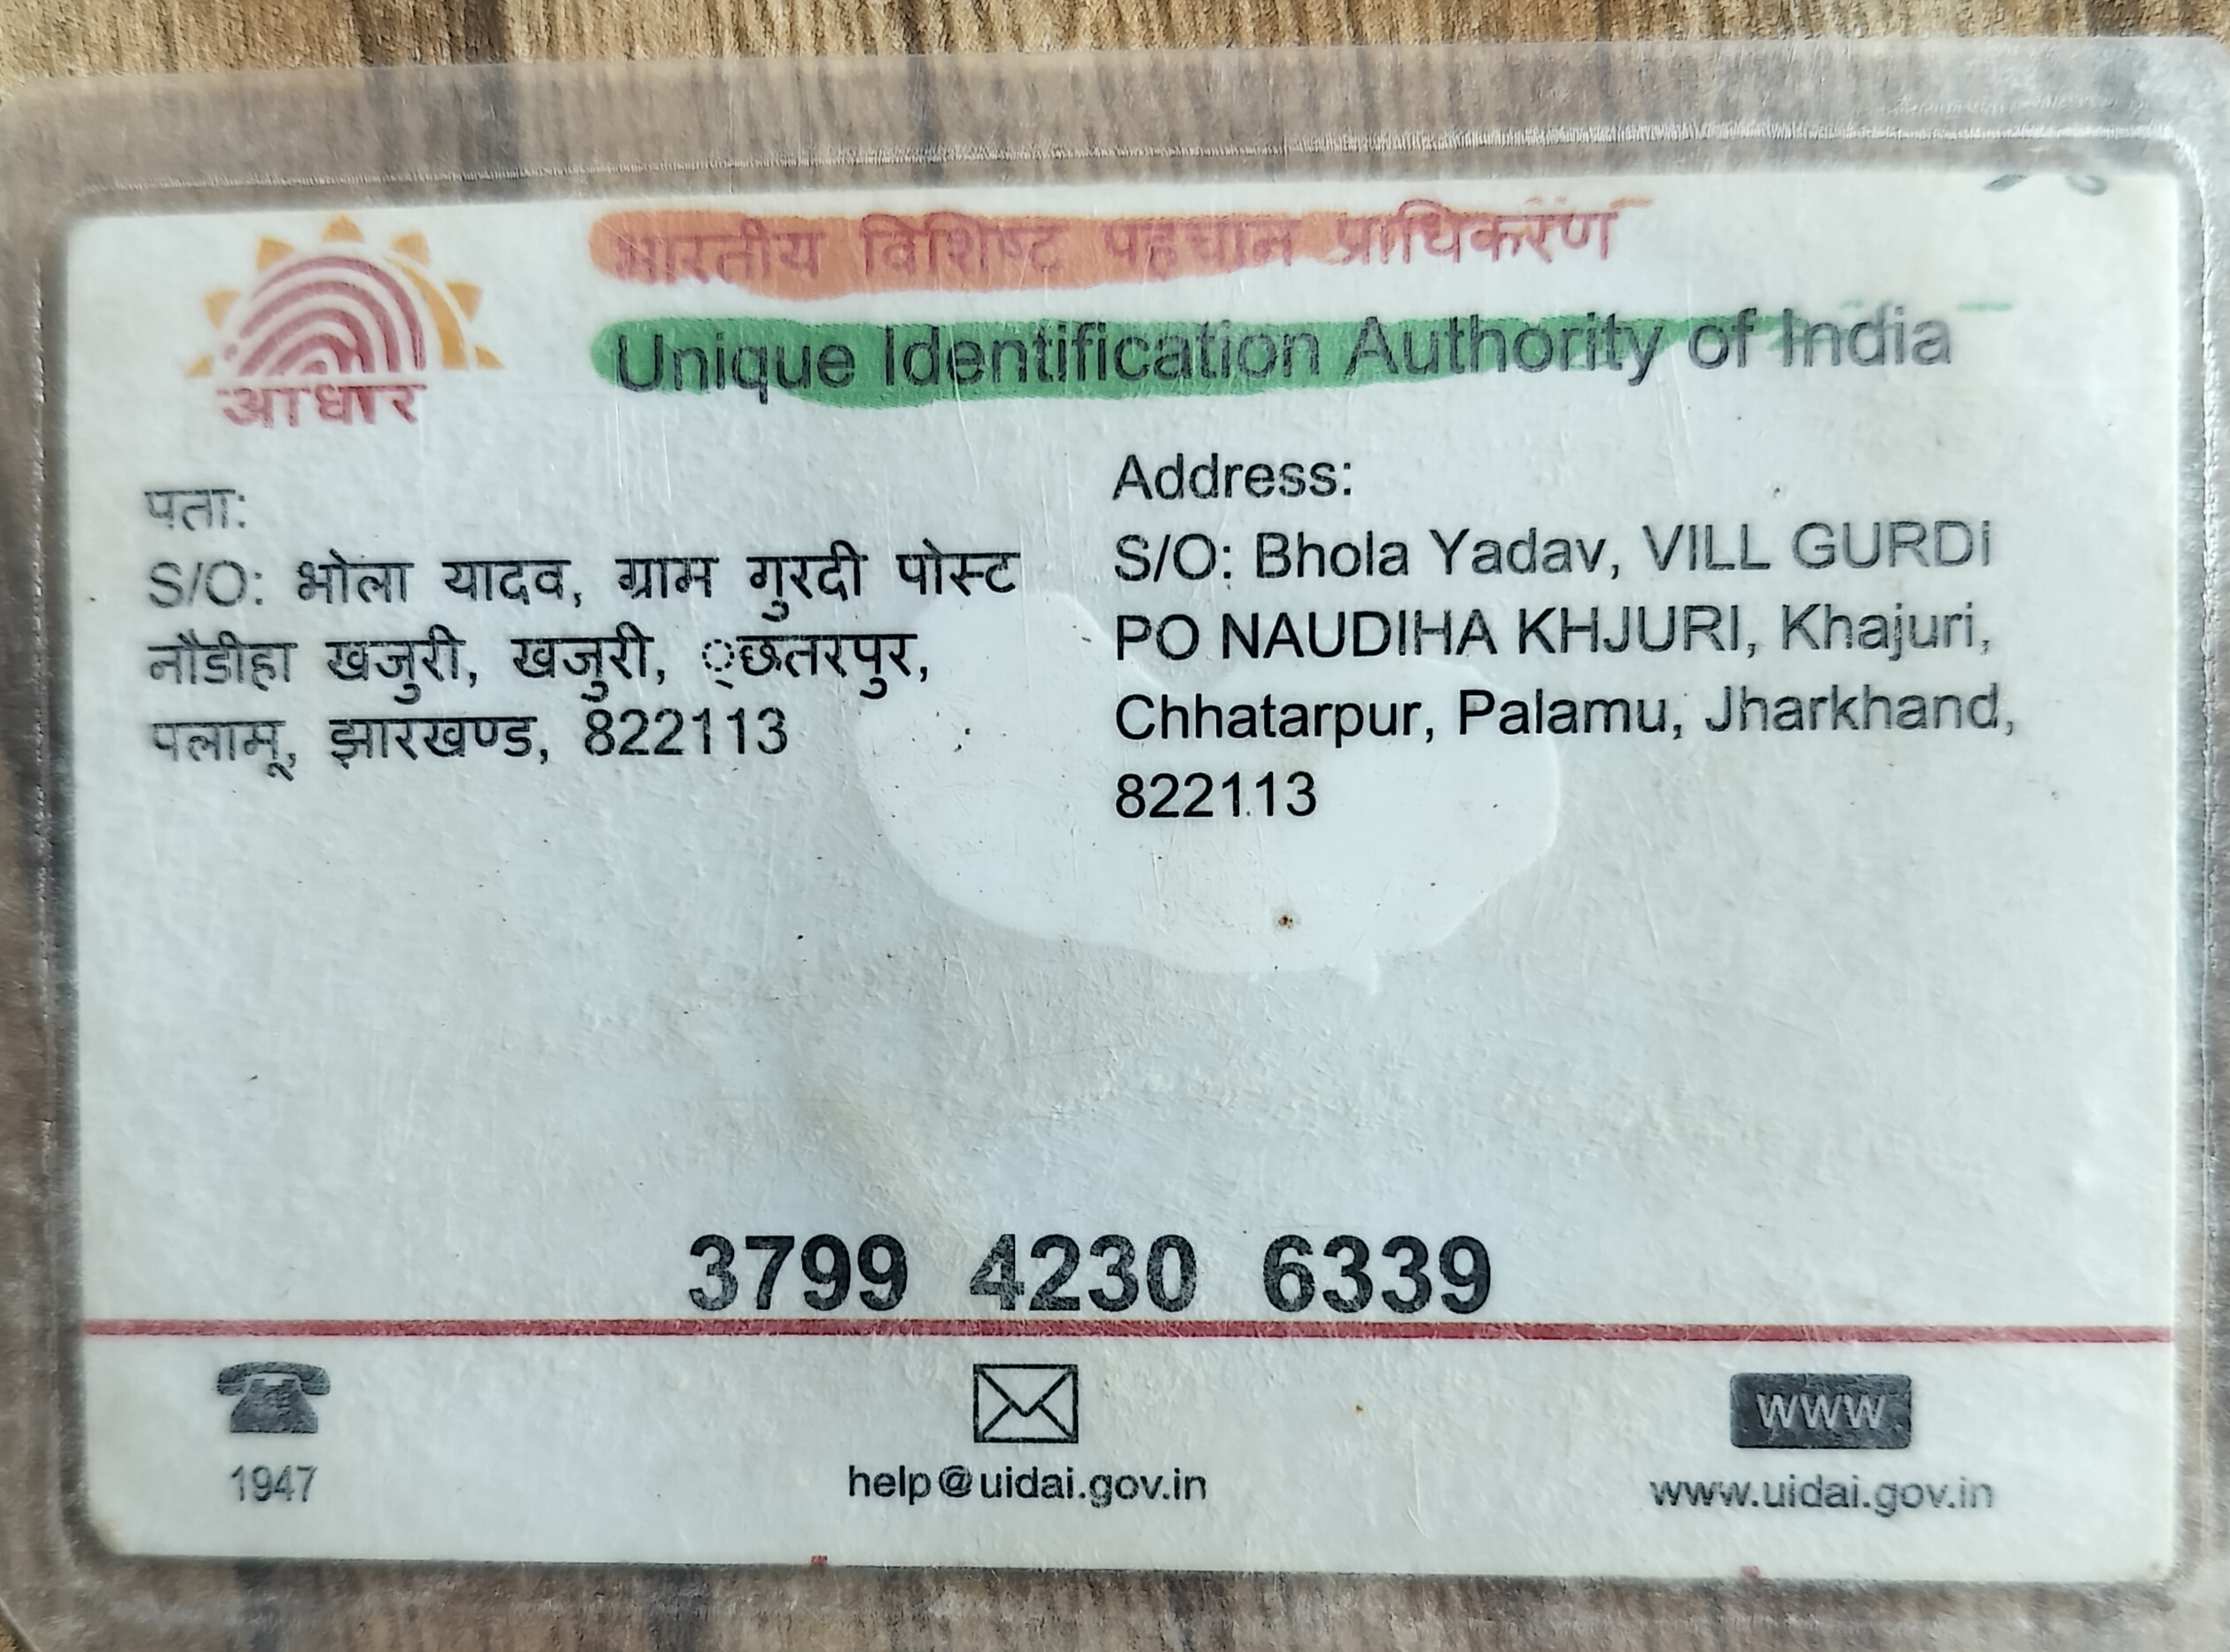 आधार
भारतीय विशिष्ट पहचान प्राधिकरण
Unique Identification Authority of India
पता:
S/O: भोला यादव, ग्राम गुरदी पोस्ट
नौडीहा खजुरी, खजुरी, ्छतरपुर,
पलामू, झारखण्ड, 822113
Address:
S/O: Bhola Yadav, VILL GURDI
PO NAUDIHA KHJURI, Khajuri,
Chhatarpur, Palamu, Jharkhand,
822113
3799 4230 6339
1947
help@uidai.gov.in
www
www.uidai.gov.in